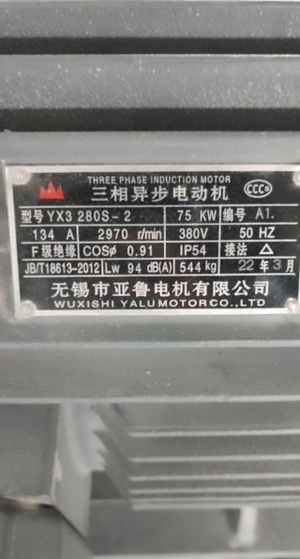 THREE PHASE INDUCTION MOTOR
三相异步电动机 CCC
型号 YX3 280S-2 75 KW 编号 A1.
134 A 2970 r/min 380V 50 HZ
F 级绝缘 COSø 0.91 IP54 接法 △
JB/T18613-2012 Lw 94 dB(A) 544 kg 22 年 3 月
无锡市亚鲁电机有限公司
WUXISHI YALUMOTOR CO.,LTD